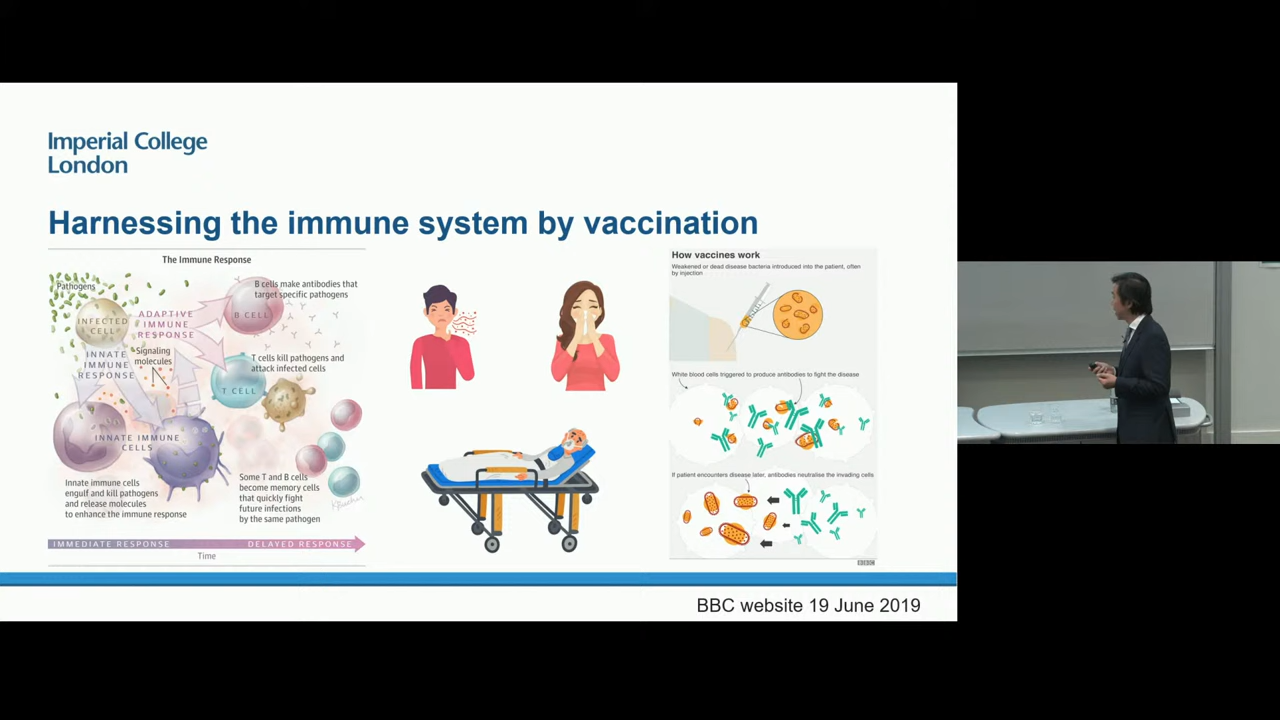 Imperial College
London
Harnessing the immune system by vaccination
The Immune Response
Pathogens
INFECTED
CELL
ADAPTIVE
IMMUNE
RESPONSE
B cells make antibodies that
target specific pathogens
B CELL
INNATE
IMMUNE
RESPONSE
Signaling
molecules
T cells kill pathogens and
attack infected cells
T CELL
INNATE IMMUNE
CELLS
Innate immune cells
engulf and kill pathogens
and release molecules
to enhance the immune response
Some T and B cells
become memory cells
that quickly fight
future infections
by the same pathogen
IMMEDIATE RESPONSE
DELAYED RESPONSE
Time
How vaccines work
Weakened or dead disease bacteria introduced into the patient, often
by injection
White blood cells triggered to produce antibodies to fight the disease
If patient encounters disease later, antibodies neutralise the invading cells
BBC
BBC website 19 June 2019